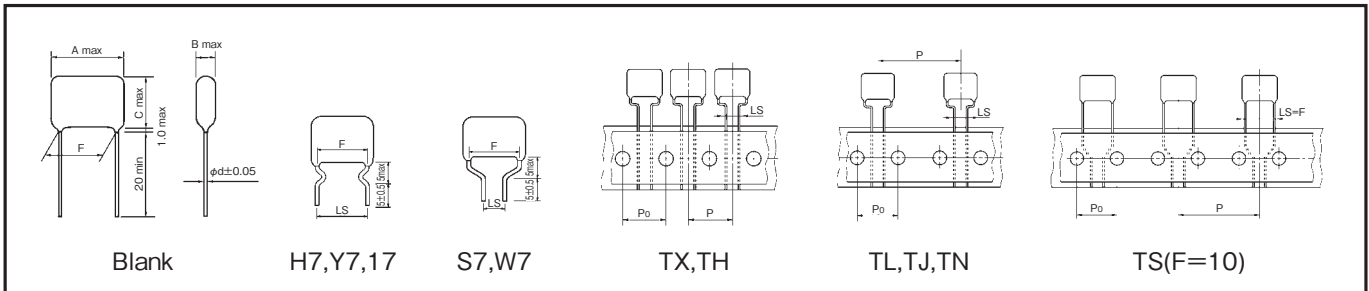 A max
B max
C max
1.0 max
F
20 min
φd±0.05
Blank
F
5max
5±0.5
LS
H7,Y7,17
F
5max
5±0.5
LS
S7,W7
LS
P0
P
TX,TH
P
LS
P0
TL,TJ,TN
LS=F
P0
P
TS(F=10)